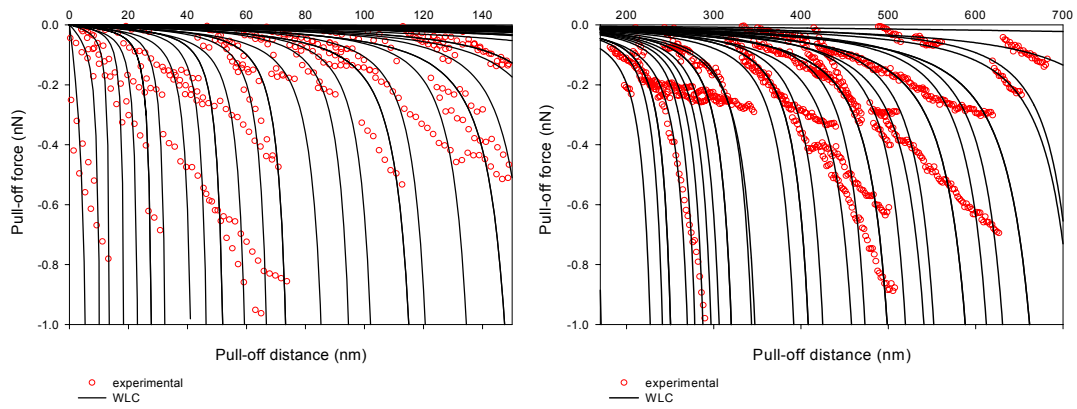 0 20 40 60 80 100 120 140
0.0
-0.2
-0.4
-0.6
-0.8
-1.0
Pull-off force (nN)
Pull-off distance (nm)
experimental
WLC
200 300 400 500 600 700
0.0
-0.2
-0.4
-0.6
-0.8
-1.0
Pull-off force (nN)
Pull-off distance (nm)
experimental
WLC